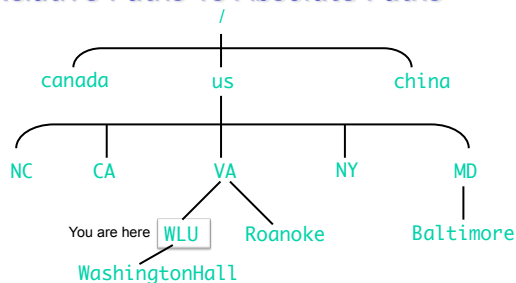 /
canada us china
NC CA VA NY MD
You are here WLU Roanoke Baltimore
WashingtonHall